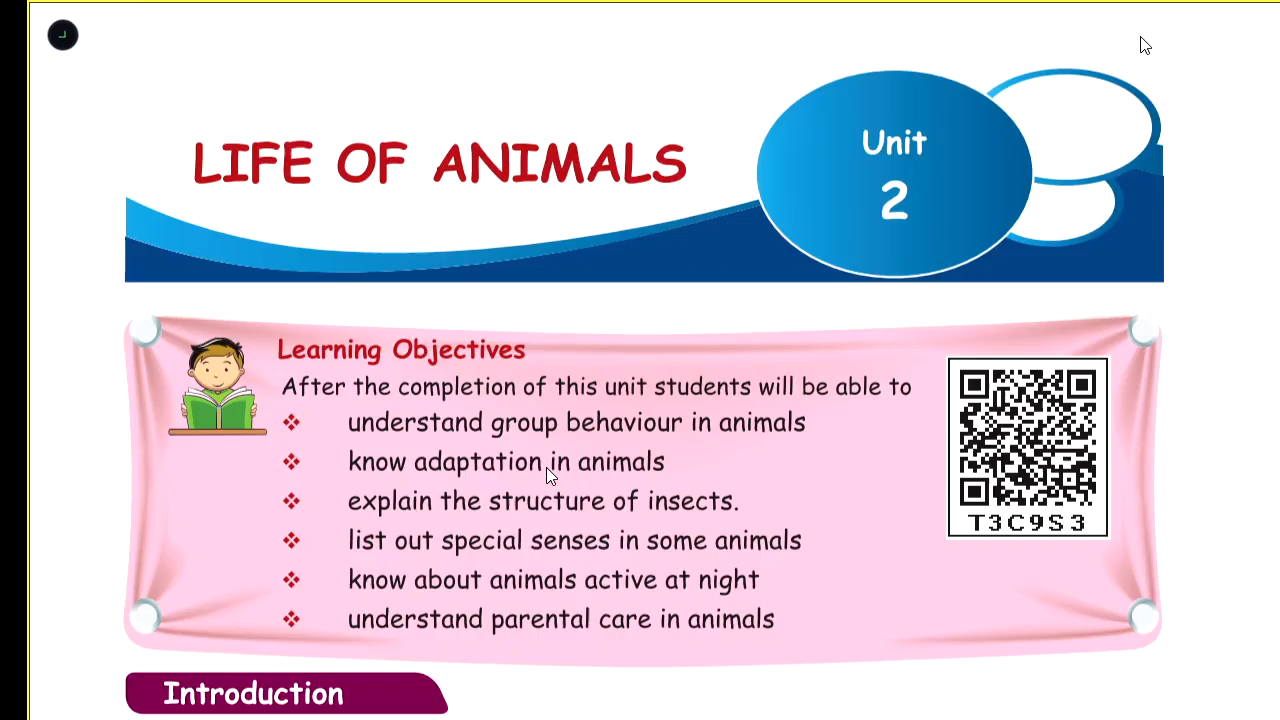 LIFE OF ANIMALS
Unit
2
Learning Objectives
After the completion of this unit students will be able to
❖ understand group behaviour in animals
❖ know adaptation in animals
❖ explain the structure of insects.
❖ list out special senses in some animals
❖ know about animals active at night
❖ understand parental care in animals
T3C9S3
Introduction